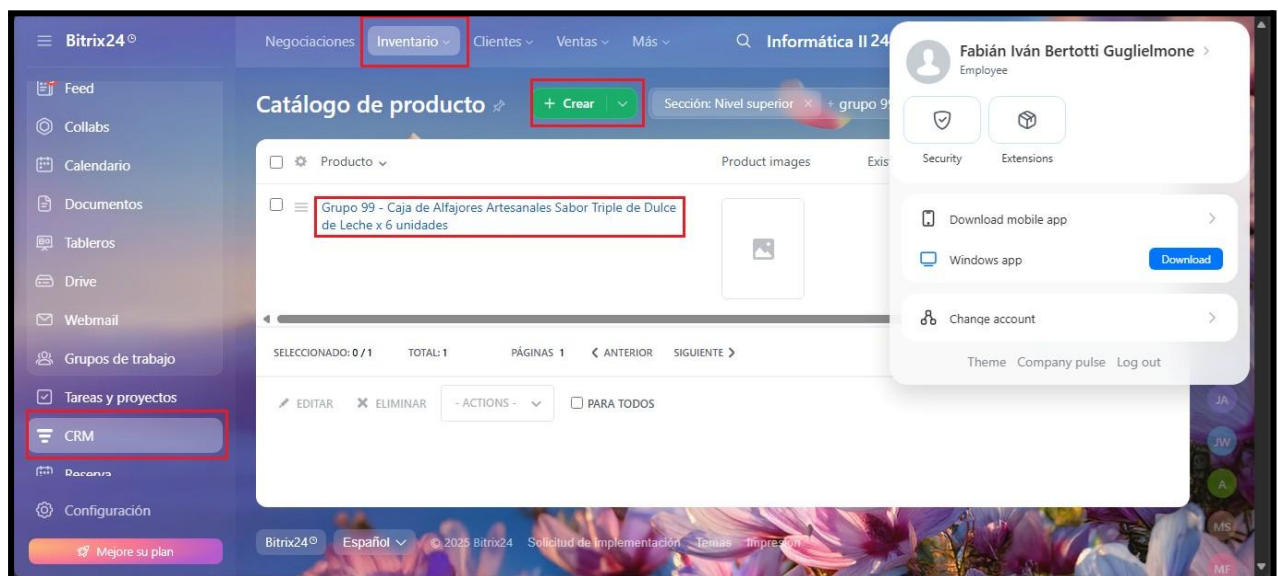 Bitrix24
Negociaciones Inventario Clientes Ventas Más Informática II 24
Fabián Iván Bertotti Guglielmone
Employee
Security Extensions
Download mobile app
Windows app Download
Change account
Theme Company pulse Log out
Feed
Collabs
Calendario
Documentos
Tableros
Drive
Webmail
Grupos de trabajo
Tareas y proyectos
CRM
Reserva
Configuración
Mejore su plan
Catálogo de producto + Crear Sección: Nivel superior × + grupo 9
Producto Product images Exis
Grupo 99 - Caja de Alfajores Artesanales Sabor Triple de Dulce
de Leche x 6 unidades
SELECCIONADO: 0 / 1 TOTAL: 1 PÁGINAS 1 ANTERIOR SIGUIENTE
EDITAR ELIMINAR - ACTIONS - PARA TODOS
Bitrix24 Español © 2025 Bitrix24 Solicitud de implementación Temas Impresión
JA
JW
A
MS
MF